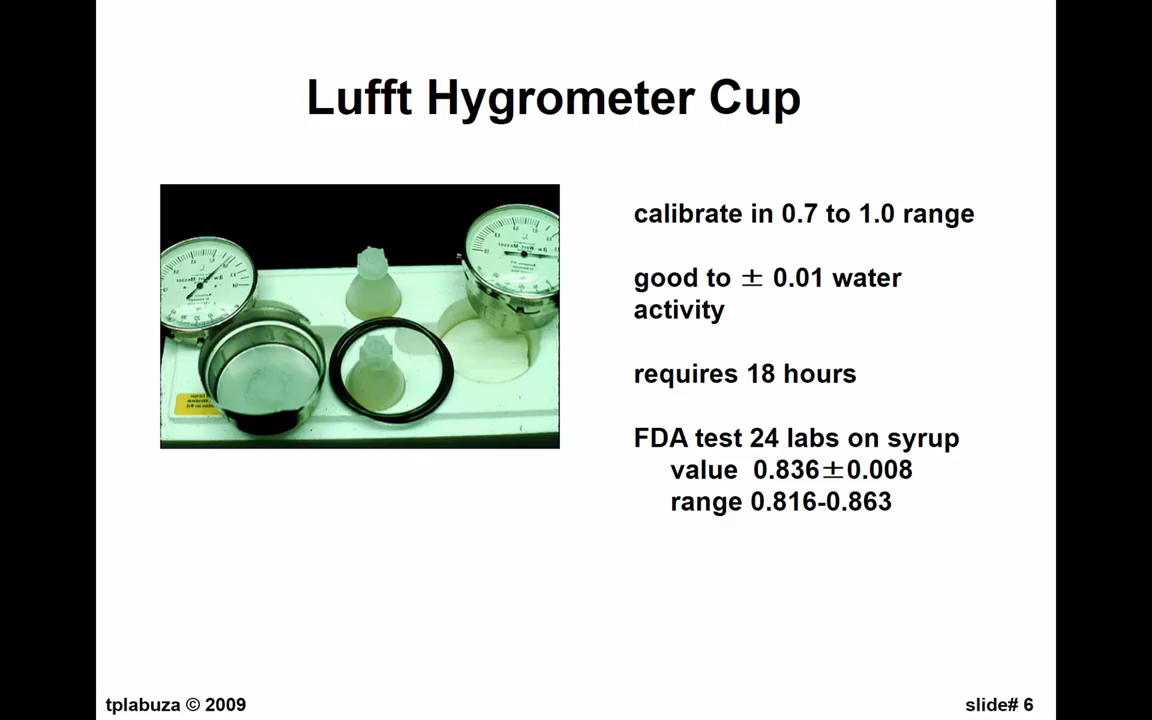 Lufft Hygrometer Cup
calibrate in 0.7 to 1.0 range
good to ± 0.01 water
activity
requires 18 hours
FDA test 24 labs on syrup
value 0.836±0.008
range 0.816-0.863
tplabuza © 2009
slide# 6